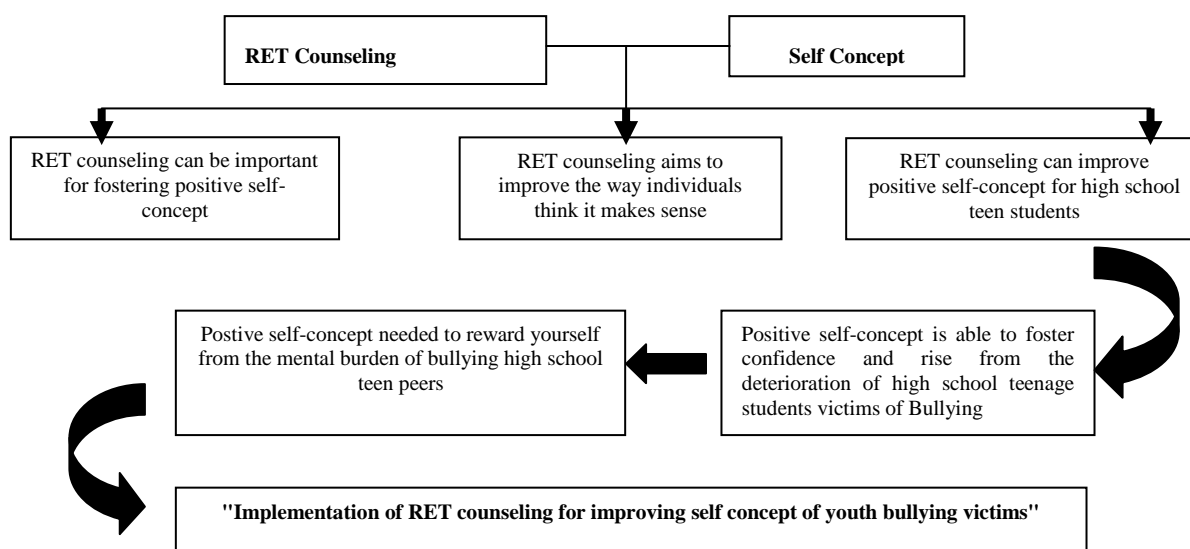 RET Counseling
Self Concept
RET counseling can be important
for fostering positive self-
concept
RET counseling aims to
improve the way individuals
think it makes sense
RET counseling can improve
positive self-concept for high school
teen students
Postive self-concept needed to reward yourself
from the mental burden of bullying high school
teen peers
Positive self-concept is able to foster
confidence and rise from the
deterioration of high school teenage
students victims of Bullying
"Implementation of RET counseling for improving self concept of youth bullying victims"